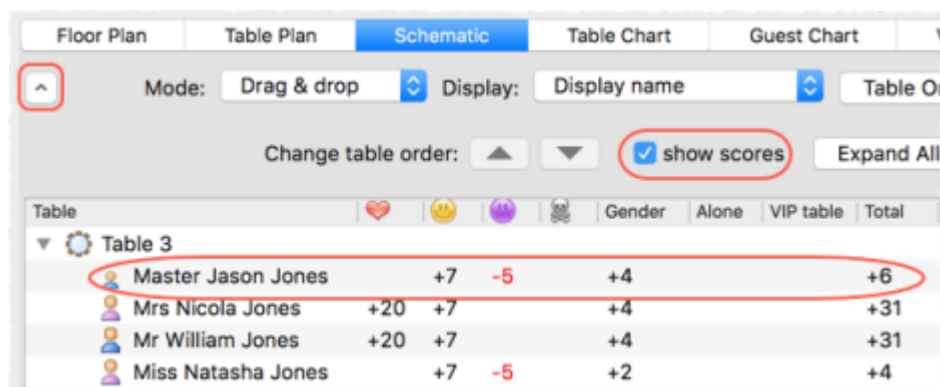 Floor Plan Table Plan Schematic Table Chart Guest Chart
Mode: Drag & drop Display: Display name Table
Change table order: show scores Expand All
Table Gender Alone VIP table Total
Table 3
Master Jason Jones +7 -5 +4 +6
Mrs Nicola Jones +20 +7 +4 +31
Mr William Jones +20 +7 +4 +31
Miss Natasha Jones +7 -5 +2 +4